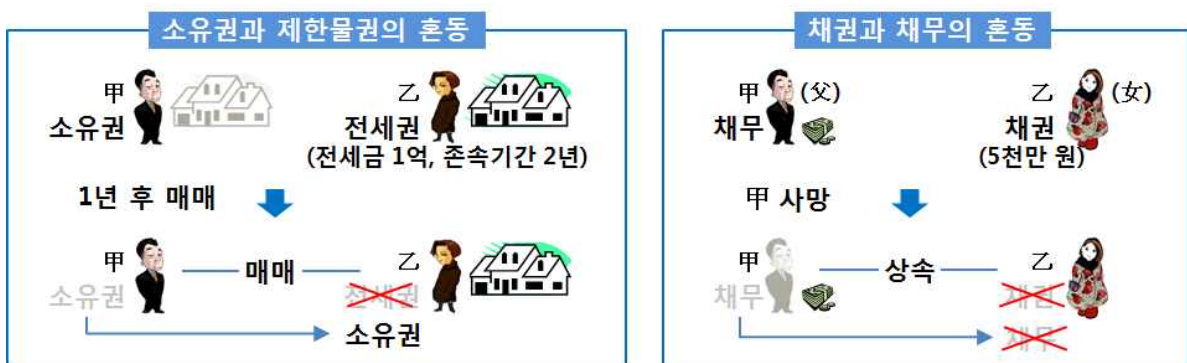 소유권과 제한물권의 혼동
甲
소유권
乙
전세권
(전세금 1억, 존속기간 2년)
1년 후 매매
甲
소유권
매매
乙
전세권
소유권
채권과 채무의 혼동
甲 (父)
채무
乙 (女)
채권
(5천만 원)
甲 사망
甲
채무
상속
乙
채권
채무